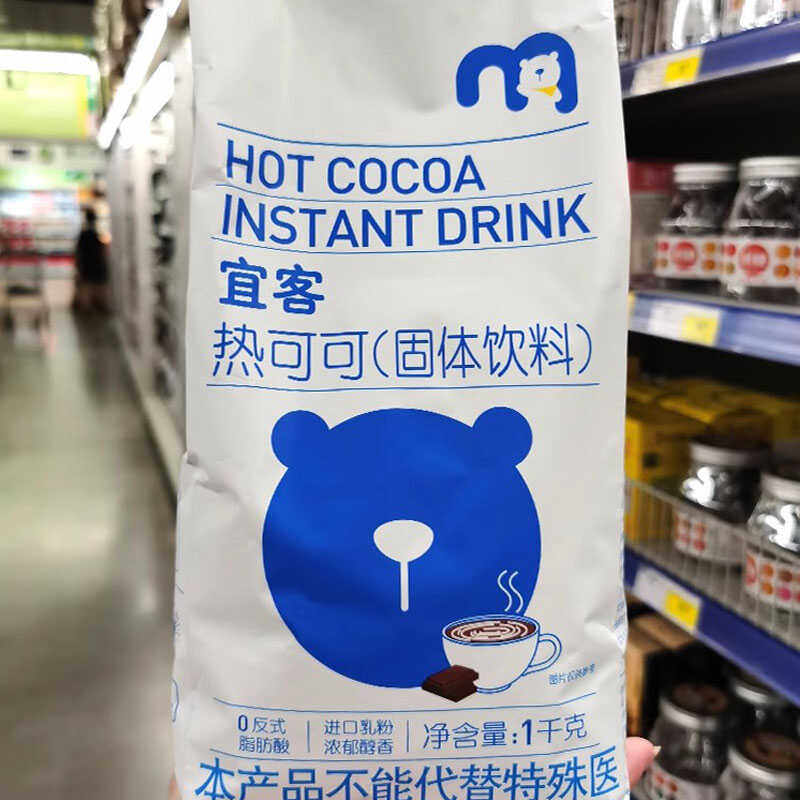 m
HOT COCOA
INSTANT DRINK
宜客
热可可(固体饮料)
图片仅供参考
0反式
脂肪酸
进口乳粉
浓郁醇香
净含量:1千克
本产品不能代替特殊医